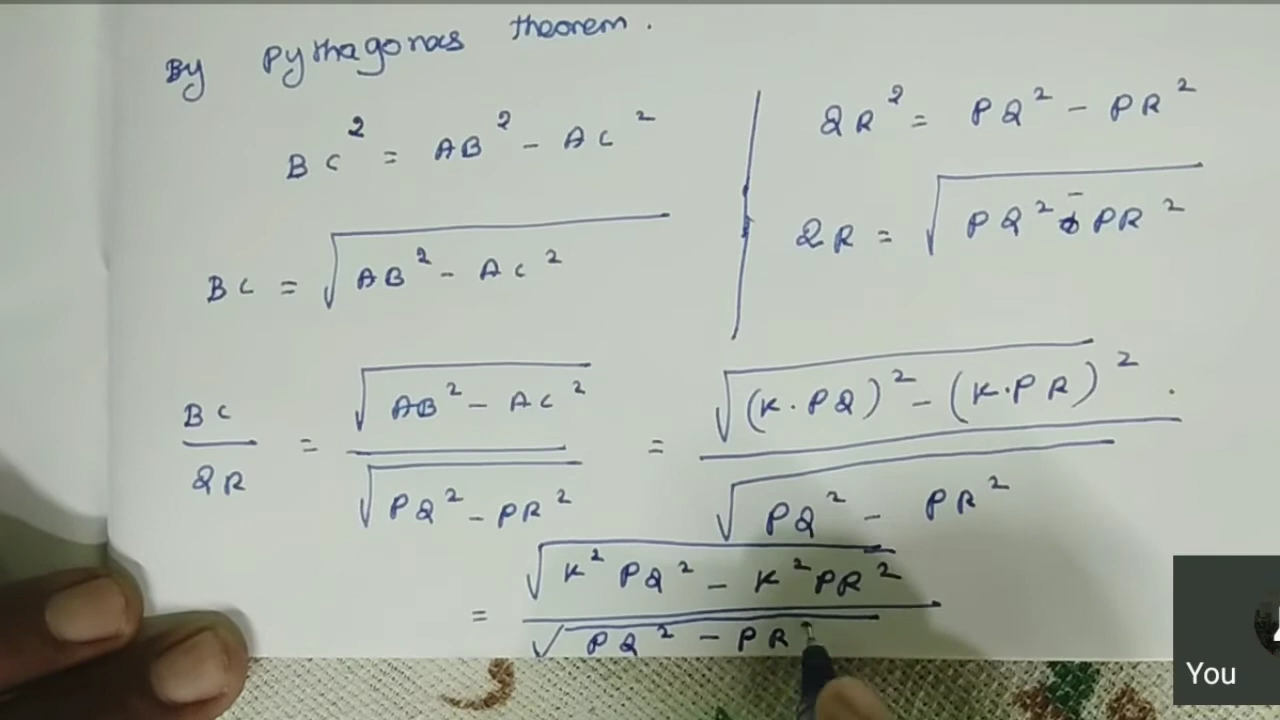 By Pythagoras theorem.
BC² = AB² - AC²
BC = √(AB² - AC²)
QR² = PQ² - PR²
QR = √(PQ² - PR²)
BC/QR = √(AB² - AC²)/√(PQ² - PR²) = √((K·PQ)² - (K·PR)²)/√(PQ² - PR²).
= √(K²PQ² - K²PR²)/√(PQ² - PR²)
You